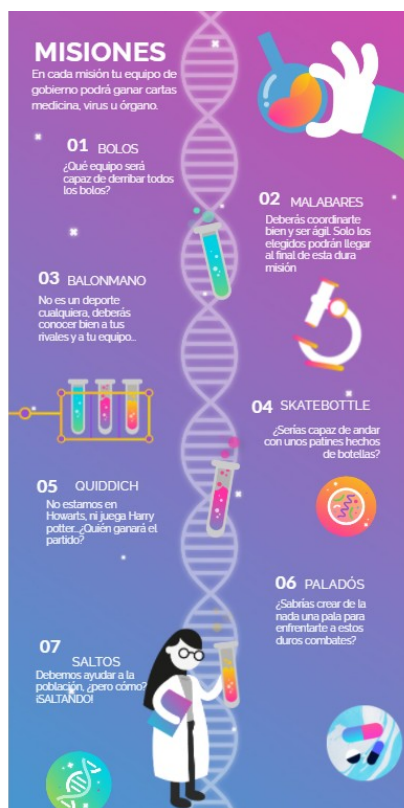 MISIONES
En cada misión tu equipo de
gobierno podrá ganar cartas
medicina, virus u órgano.
01 BOLOS
¿Qué equipo será
capaz de derribar todos
los bolos?
02 MALABARES
Deberás coordinarte
bien y ser ágil. Solo los
elegidos podrán llegar
al final de esta dura
misión
03 BALONMANO
No es un deporte
cualquiera, deberás
conocer bien a tus
rivales y a tu equipo...
04 SKATEBOTTLE
¿Serías capaz de andar
con unos patines hechos
de botellas?
05 QUIDDICH
No estamos en
Howarts, ni juega Harry
potter. ¿Quién ganará el
partido?
06 PALADÓS
¿Sabrías crear de la
nada una pala para
enfrentarte a estos
duros combates?
07
SALTOS
Debemos ayudar a la
población, ¿pero cómo?
¡SALTANDO!